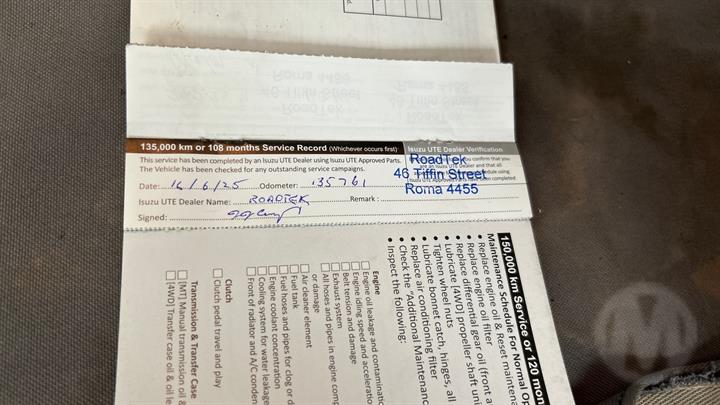 135,000 km or 108 months Service Record (Whichever occurs first)
This service has been completed by an Isuzu UTE Dealer using Isuzu UTE Approved Parts.
The Vehicle has been checked for any outstanding service campaigns.
Date: 16/6/25 Odometer: 135761
Isuzu UTE Dealer Name: ROADTEK Remark:
Signed:
Isuzu UTE Dealer Verification
RoadTek
46 Tiffin Street
Roma 4455
150,000 km Service or 120 mon
Maintenance Schedule For Normal Op
• Replace engine oil & Reset maintena
• Replace engine oil filter
• Replace differential gear oil (front a
• Lubricate (4WD) propeller shaft uni
• Tighten wheel nuts
• Lubricate bonnet catch, hinges, all
• Replace air conditioning filter
• Check the "Additional Maintenanc
• Inspect the following:
Engine
Engine oil leakage and contaminatio
Engine idling speed and acceleration
Belt tension and damage
Exhaust system
All hoses and pipes in engine comp
or damage
Air cleaner element
Fuel tank
Fuel hoses and pipes for clog or d
Engine coolant concentration
Cooling system for water leakage
Front of radiator and A/C conden
Clutch
Clutch pedal travel and play
Transmission & Transfer Case
[MT] Manual transmission oil &
[4WD] Transfer case oil & oil le